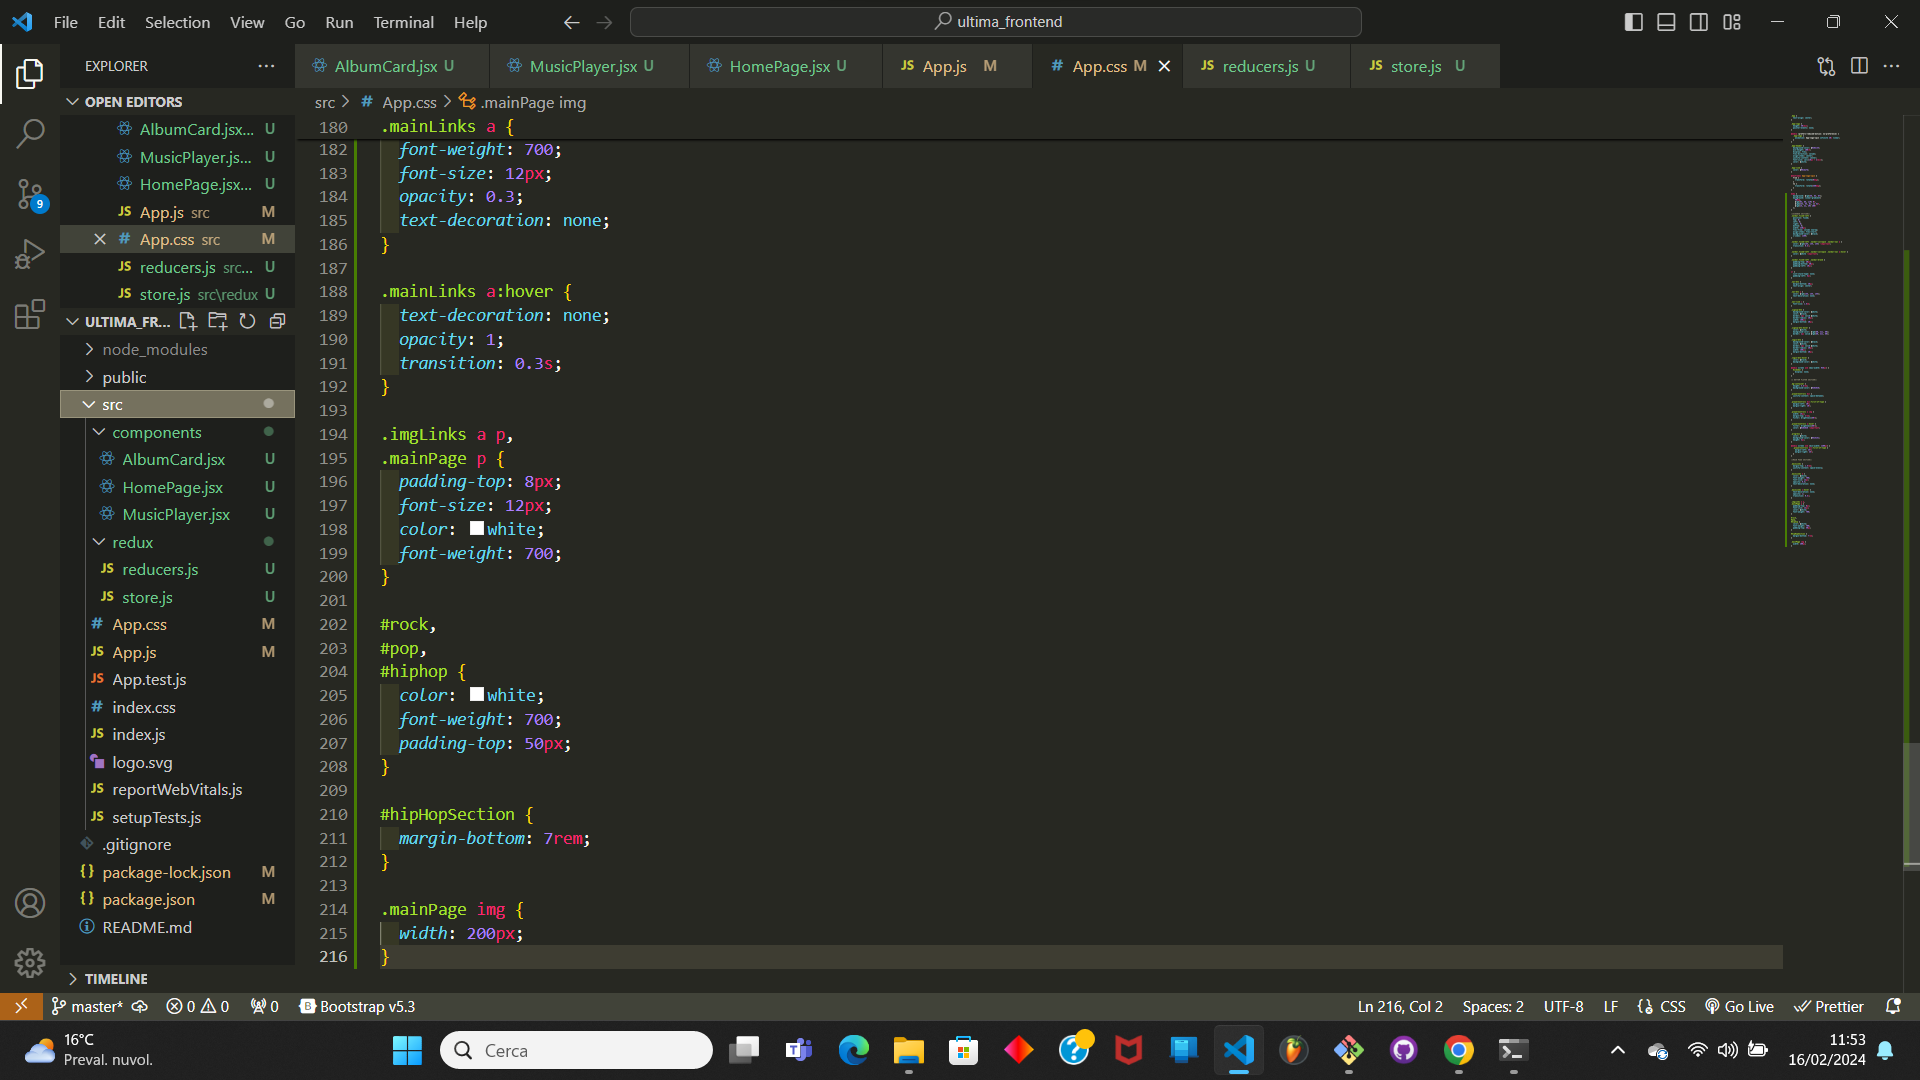 File Edit Selection View Go Run Terminal Help
ultima_frontend
EXPLORER
AlbumCard.jsx U
MusicPlayer.jsx U
HomePage.jsx U
JS App.js M
# App.css M
JS reducers.js U
JS store.js U
OPEN EDITORS
AlbumCard.jsx... U
MusicPlayer.js... U
HomePage.jsx... U
JS App.js src M
# App.css src M
JS reducers.js src... U
JS store.js src\redux U
ULTIMA_FR...
node_modules
public
src
components
AlbumCard.jsx U
HomePage.jsx U
MusicPlayer.jsx U
redux
JS reducers.js U
JS store.js U
# App.css M
JS App.js M
JS App.test.js
# index.css
JS index.js
logo.svg
JS reportWebVitals.js
JS setupTests.js
.gitignore
{} package-lock.json M
{} package.json M
README.md
TIMELINE
9
src > # App.css > .mainPage img
180 .mainLinks a {
182 font-weight: 700;
183 font-size: 12px;
184 opacity: 0.3;
185 text-decoration: none;
186 }
187
188 .mainLinks a:hover {
189 text-decoration: none;
190 opacity: 1;
191 transition: 0.3s;
192 }
193
194 .imgLinks a p,
195 .mainPage p {
196 padding-top: 8px;
197 font-size: 12px;
198 color: white;
199 font-weight: 700;
200 }
201
202 #rock,
203 #pop,
204 #hiphop {
205 color: white;
206 font-weight: 700;
207 padding-top: 50px;
208 }
209
210 #hipHopSection {
211 margin-bottom: 7rem;
212 }
213
214 .mainPage img {
215 width: 200px;
216 }
master* 0 0 0 Bootstrap v5.3
Ln 216, Col 2 Spaces: 2 UTF-8 LF {} CSS Go Live Prettier
16°C
Preval. nuvol.
Cerca
11:53
16/02/2024